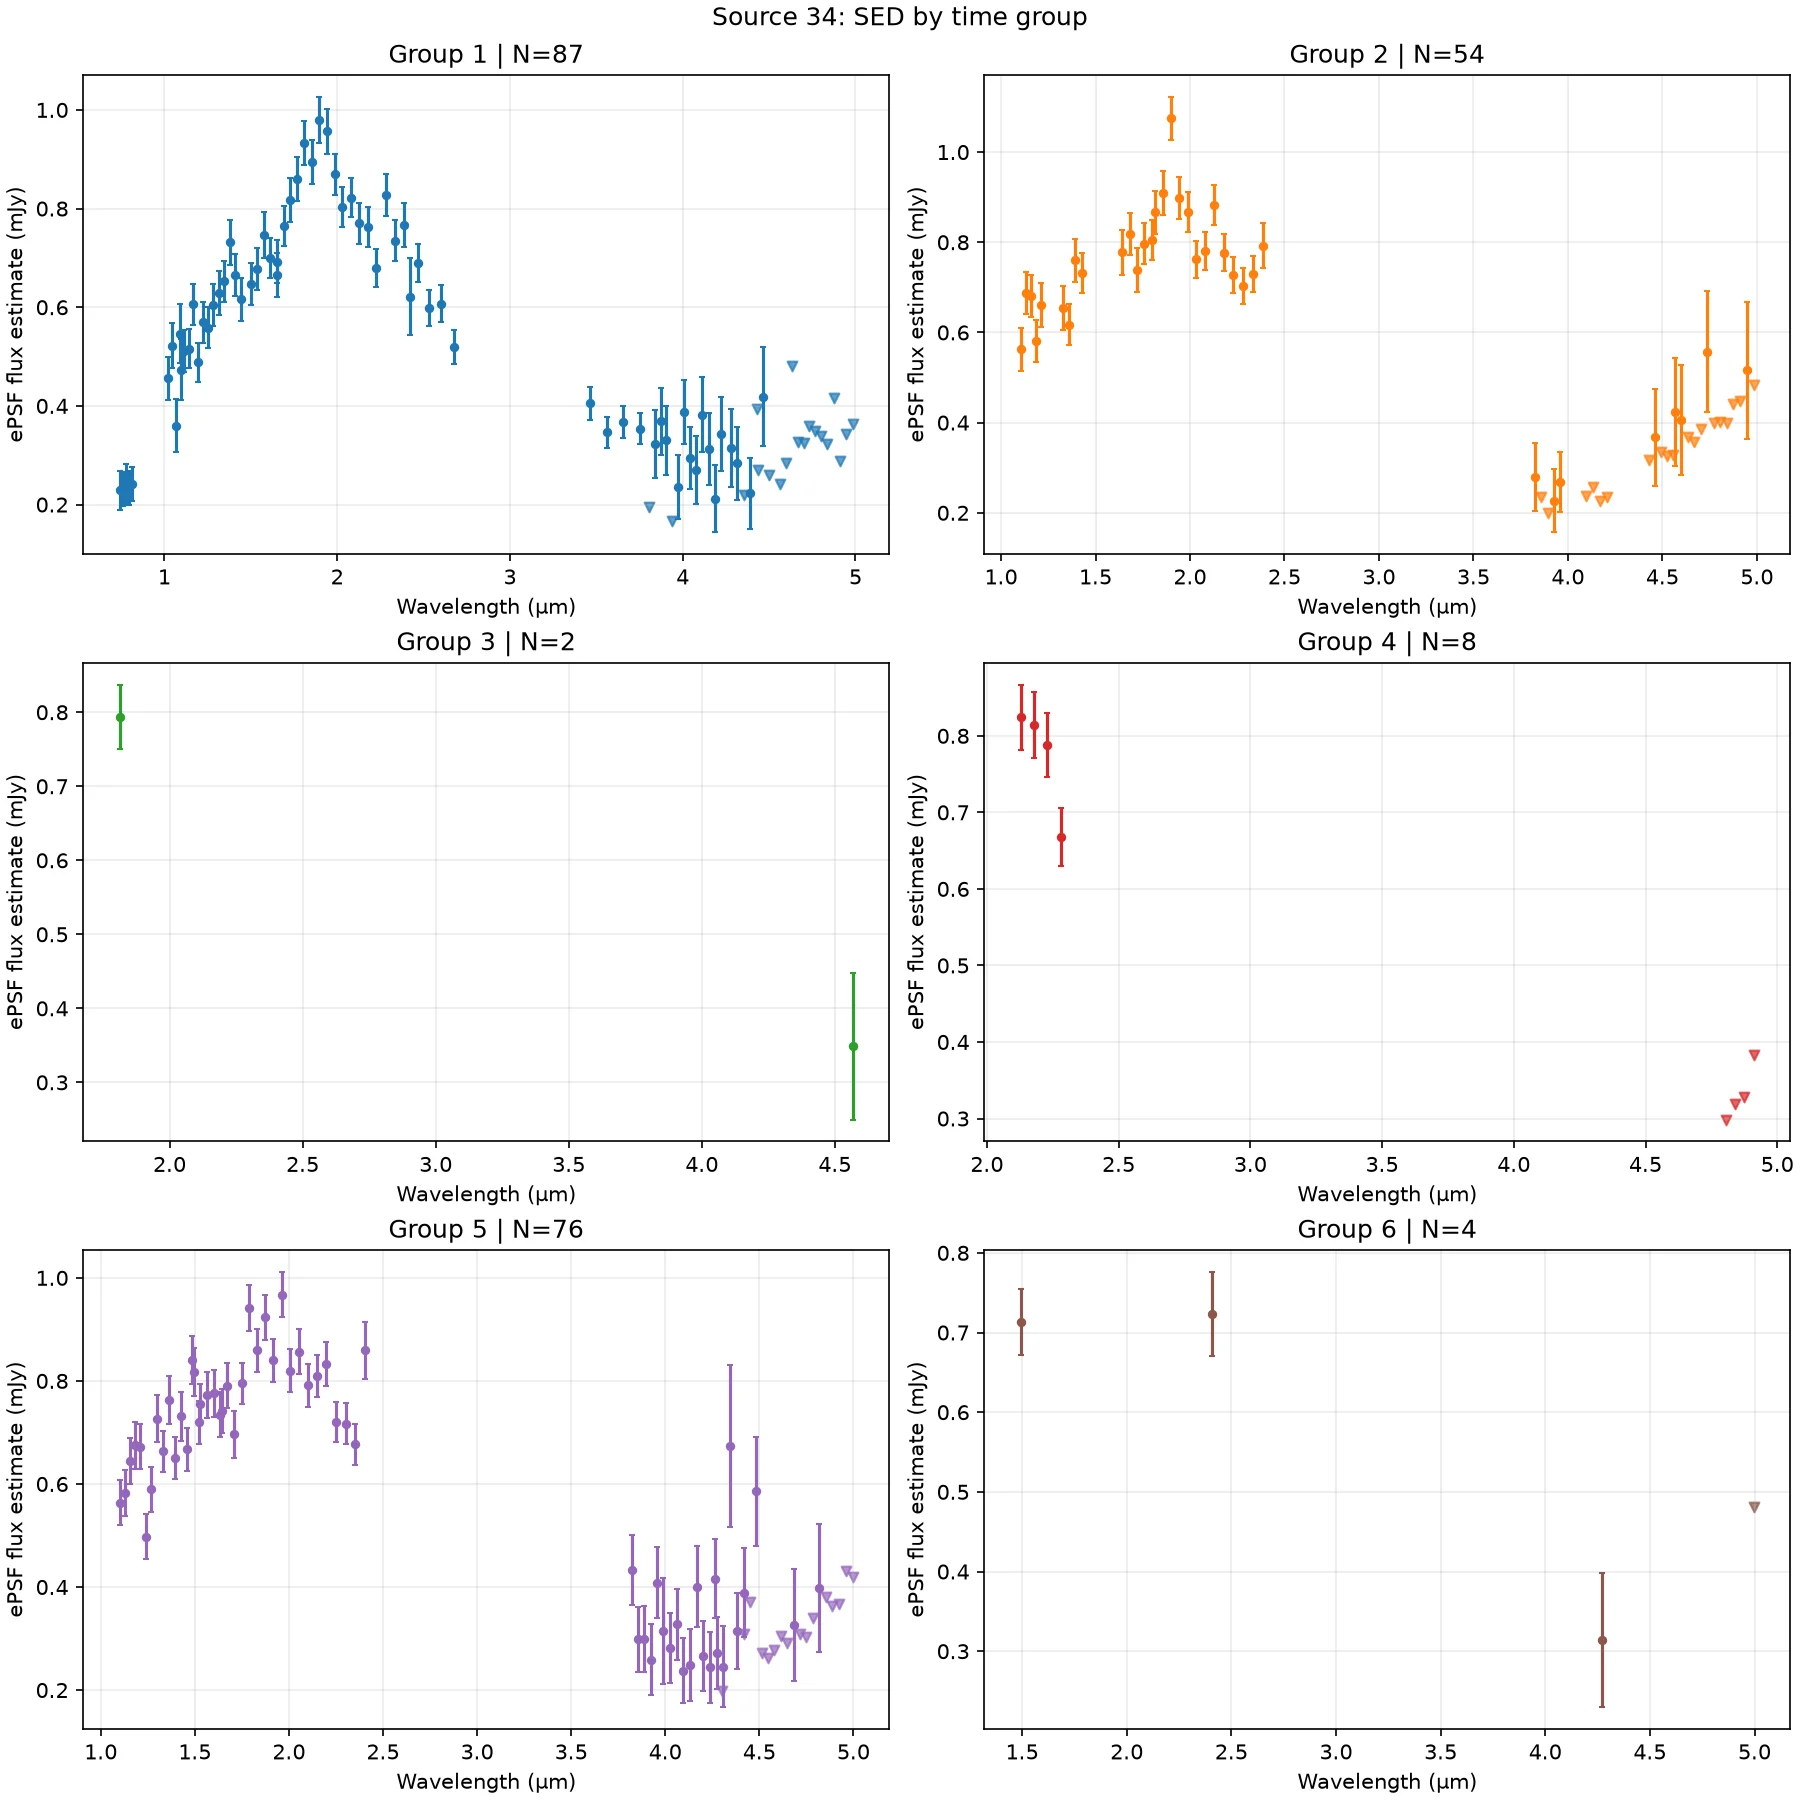 Source 34: SED by time group
Group 1 | N=87
ePSF flux estimate (mJy)
1.0
0.8
0.6
0.4
0.2
1 2 3 4 5
Wavelength (μm)
Group 2 | N=54
ePSF flux estimate (mJy)
1.0
0.8
0.6
0.4
0.2
1.0 1.5 2.0 2.5 3.0 3.5 4.0 4.5 5.0
Wavelength (μm)
Group 3 | N=2
ePSF flux estimate (mJy)
0.8
0.7
0.6
0.5
0.4
0.3
2.0 2.5 3.0 3.5 4.0 4.5
Wavelength (μm)
Group 4 | N=8
ePSF flux estimate (mJy)
0.8
0.7
0.6
0.5
0.4
0.3
2.0 2.5 3.0 3.5 4.0 4.5 5.0
Wavelength (μm)
Group 5 | N=76
ePSF flux estimate (mJy)
1.0
0.8
0.6
0.4
0.2
1.0 1.5 2.0 2.5 3.0 3.5 4.0 4.5 5.0
Wavelength (μm)
Group 6 | N=4
ePSF flux estimate (mJy)
0.8
0.7
0.6
0.5
0.4
0.3
1.5 2.0 2.5 3.0 3.5 4.0 4.5 5.0
Wavelength (μm)